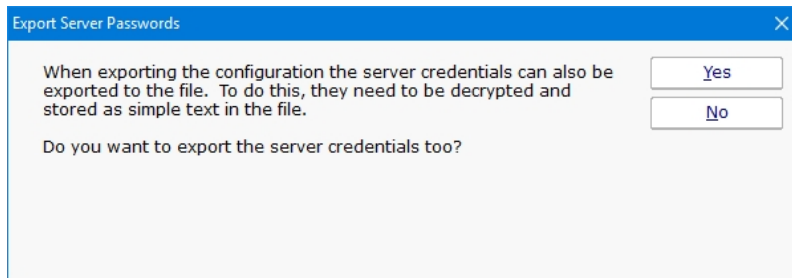 Export Server Passwords
When exporting the configuration the server credentials can also be
exported to the file.  To do this, they need to be decrypted and
stored as simple text in the file.
Do you want to export the server credentials too?
Yes
No